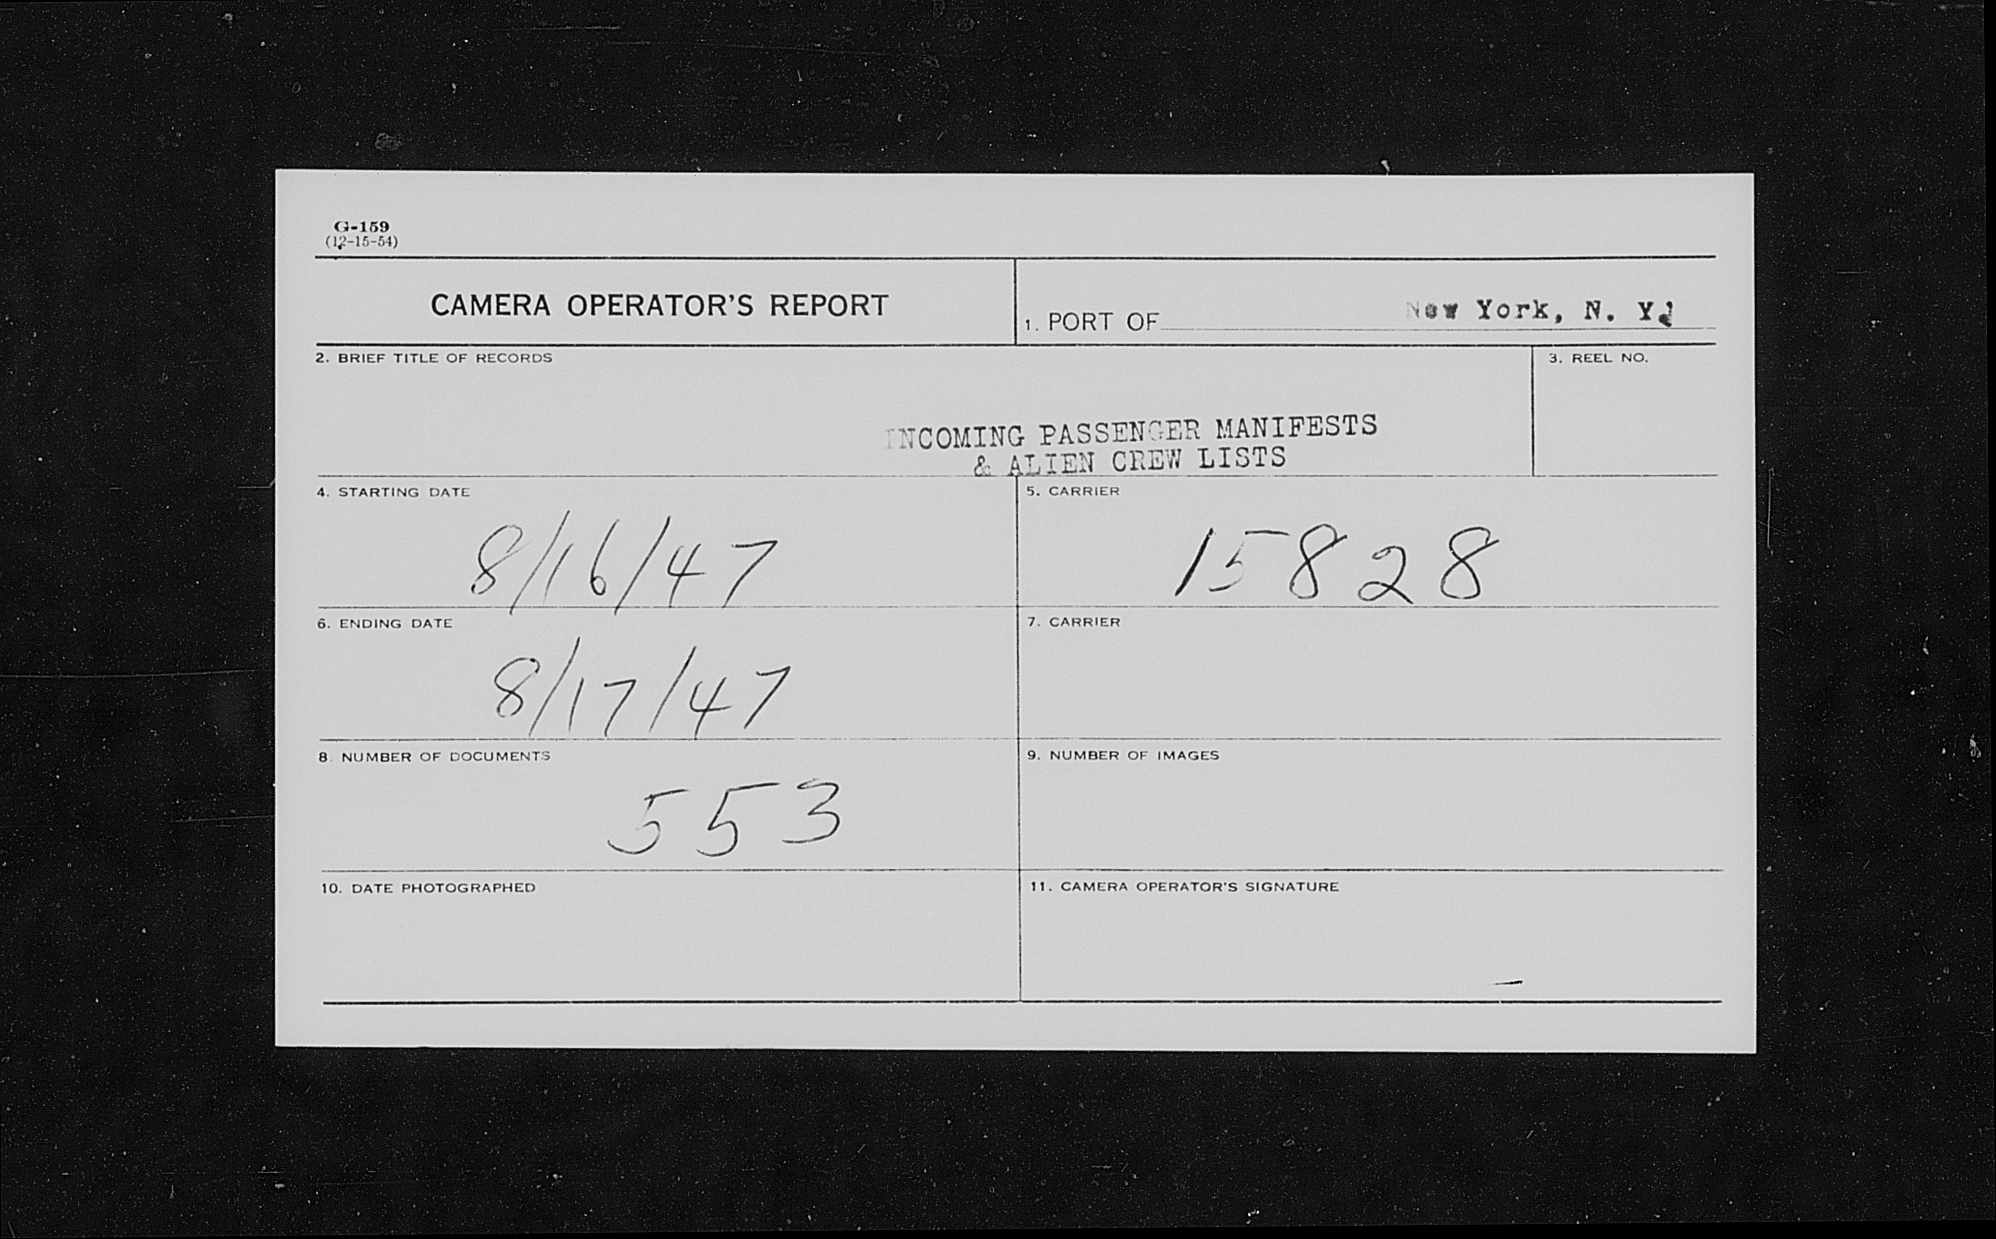 G-159
(12-15-54)
CAMERA OPERATOR'S REPORT
1. PORT OF New York, N. Y.
2. BRIEF TITLE OF RECORDS
3. REEL NO.
INCOMING PASSENGER MANIFESTS
& ALIEN CREW LISTS
4. STARTING DATE
8/16/47
5. CARRIER
15828
6. ENDING DATE
8/17/47
7. CARRIER
8. NUMBER OF DOCUMENTS
553
9. NUMBER OF IMAGES
10. DATE PHOTOGRAPHED
11. CAMERA OPERATOR'S SIGNATURE